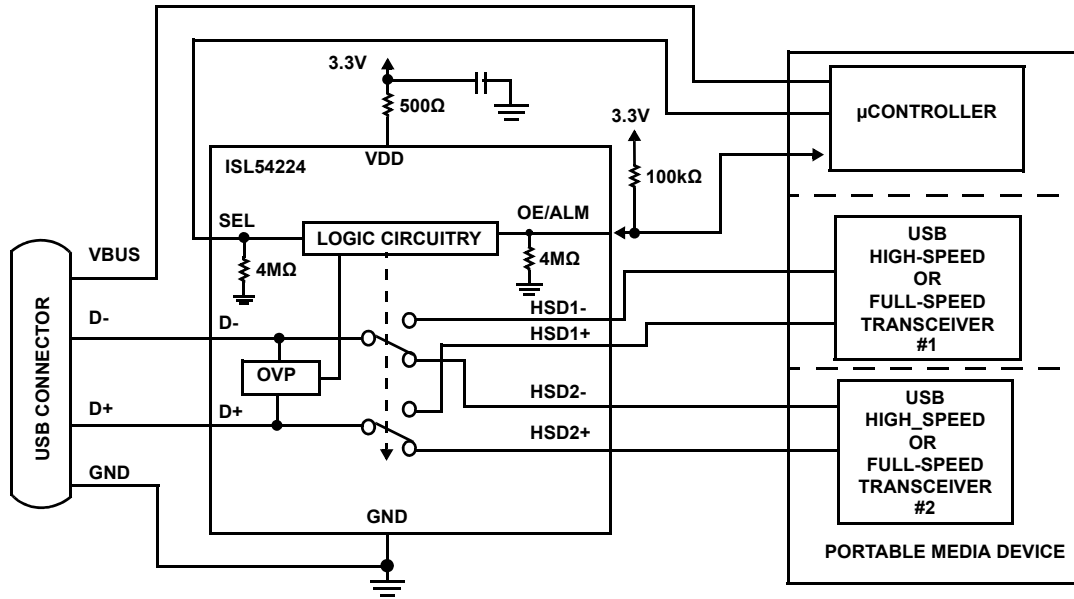 3.3V
500Ω
3.3V
µCONTROLLER
VDD
ISL54224
100kΩ
SEL
OE/ALM
LOGIC CIRCUITRY
4MΩ
4MΩ
USB CONNECTOR
VBUS
D-
D-
OVP
D+
D+
GND
HSD1-
HSD1+
HSD2-
HSD2+
GND
USB
HIGH-SPEED
OR
FULL-SPEED
TRANSCEIVER
#1
USB
HIGH_SPEED
OR
FULL-SPEED
TRANSCEIVER
#2
PORTABLE MEDIA DEVICE